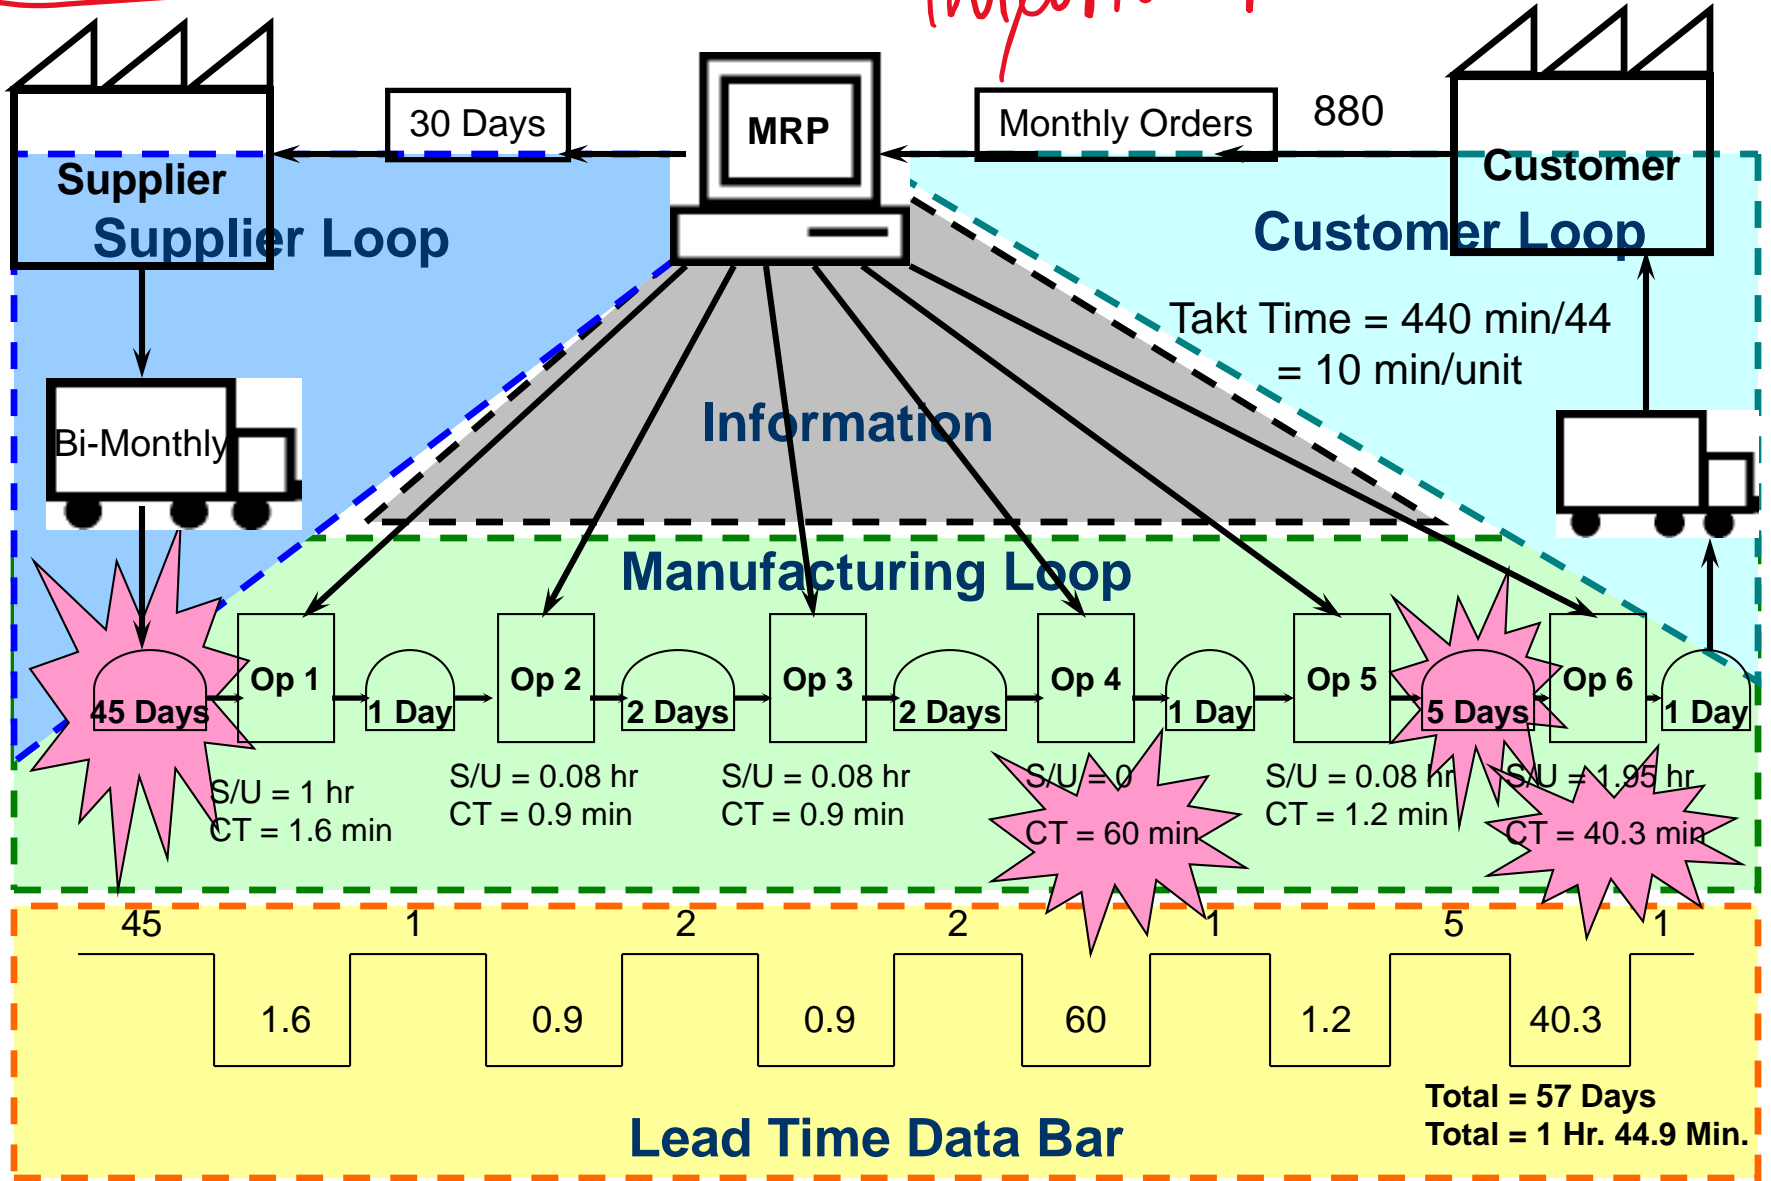 30 Days
MRP
Monthly Orders
880
Supplier
Customer
Supplier Loop
Customer Loop
Takt Time = 440 min/44
= 10 min/unit
Bi-Monthly
Information
Manufacturing Loop
45 Days
Op 1
1 Day
Op 2
2 Days
Op 3
2 Days
Op 4
1 Day
Op 5
5 Days
Op 6
1 Day
S/U = 1 hr
CT = 1.6 min
S/U = 0.08 hr
CT = 0.9 min
S/U = 0.08 hr
CT = 0.9 min
S/U = 0
CT = 60 min
S/U = 0.08 hr
CT = 1.2 min
S/U = 1.95 hr
CT = 40.3 min
45 1 2 2 1 5 1
1.6 0.9 0.9 60 1.2 40.3
Total = 57 Days
Total = 1 Hr. 44.9 Min.
Lead Time Data Bar